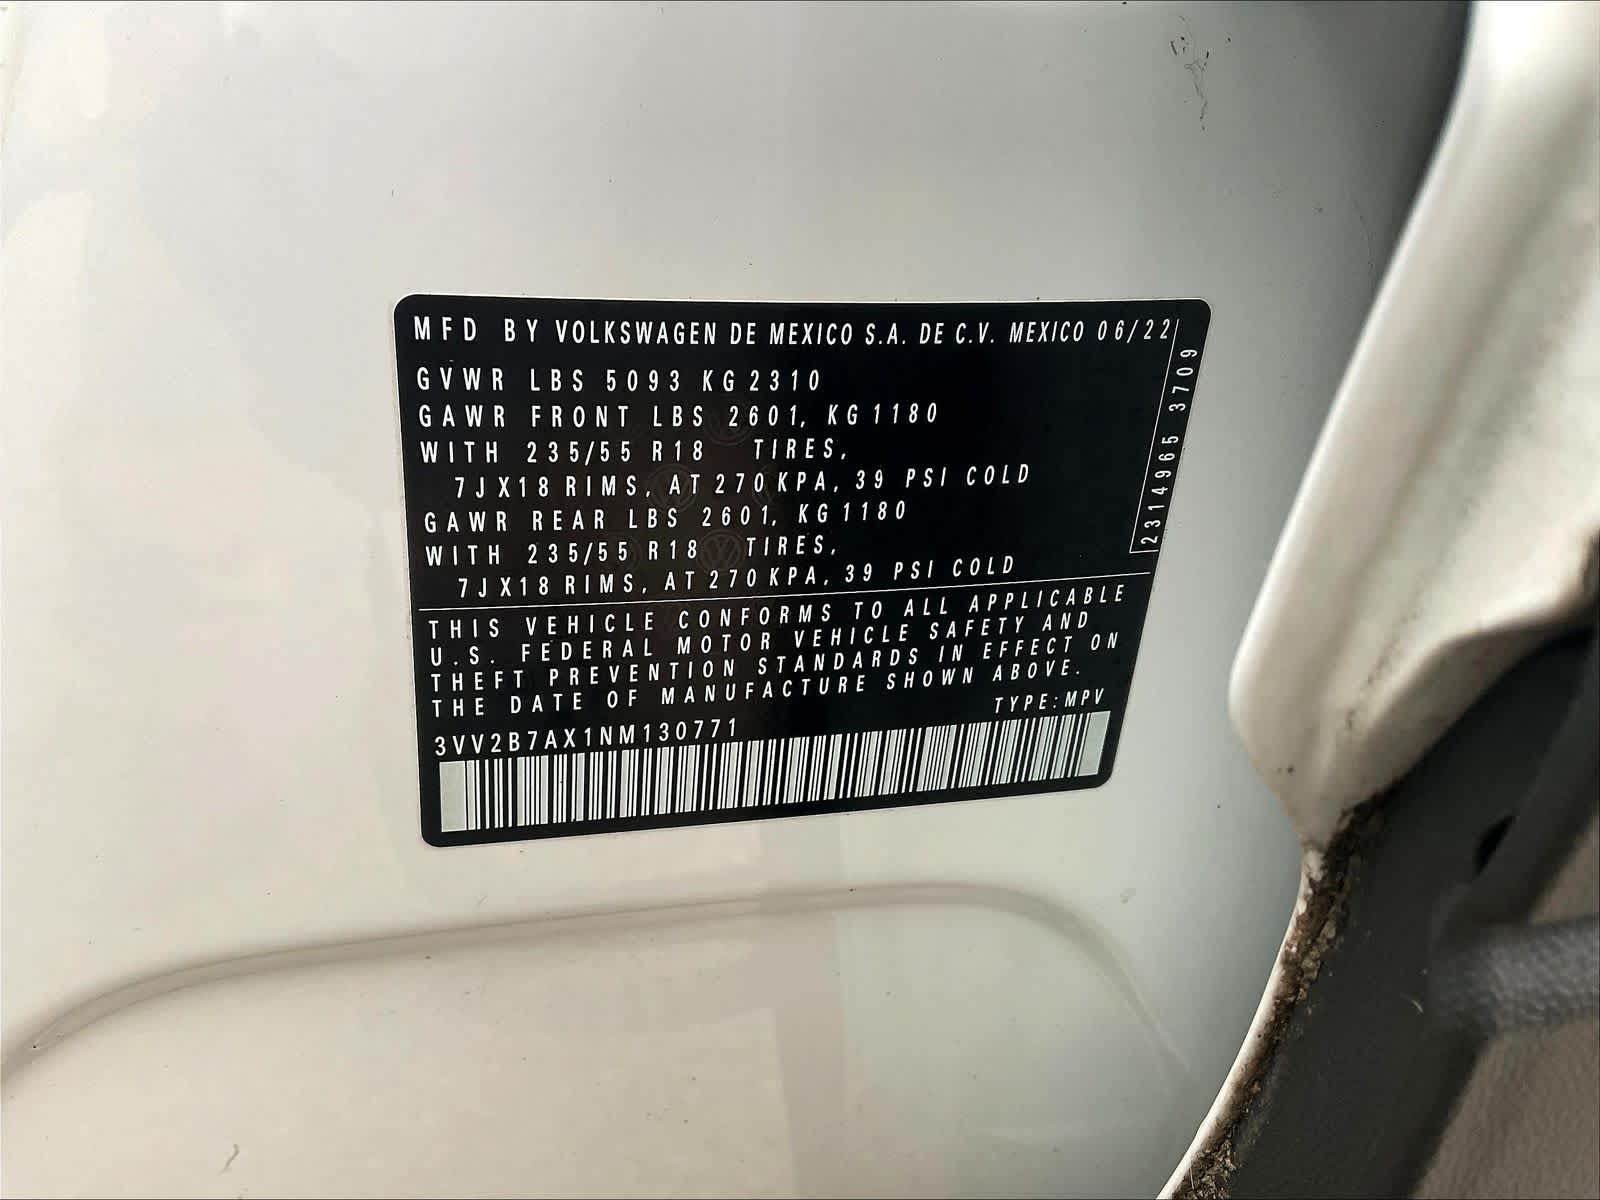 MFD BY VOLKSWAGEN DE MEXICO S.A. DE C.V. MEXICO 06/22
GVWR LBS 5093 KG 2310
GAWR FRONT LBS 2601, KG 1180
WITH 235/55 R18 TIRES,
7JX18 RIMS, AT 270 KPA, 39 PSI COLD
GAWR REAR LBS 2601, KG 1180
WITH 235/55 R18 TIRES,
7JX18 RIMS, AT 270 KPA, 39 PSI COLD
2314965 3709
THIS VEHICLE CONFORMS TO ALL APPLICABLE
U.S. FEDERAL MOTOR VEHICLE SAFETY AND
THEFT PREVENTION STANDARDS IN EFFECT ON
THE DATE OF MANUFACTURE SHOWN ABOVE.
TYPE: MPV
3VV2B7AX1NM130771